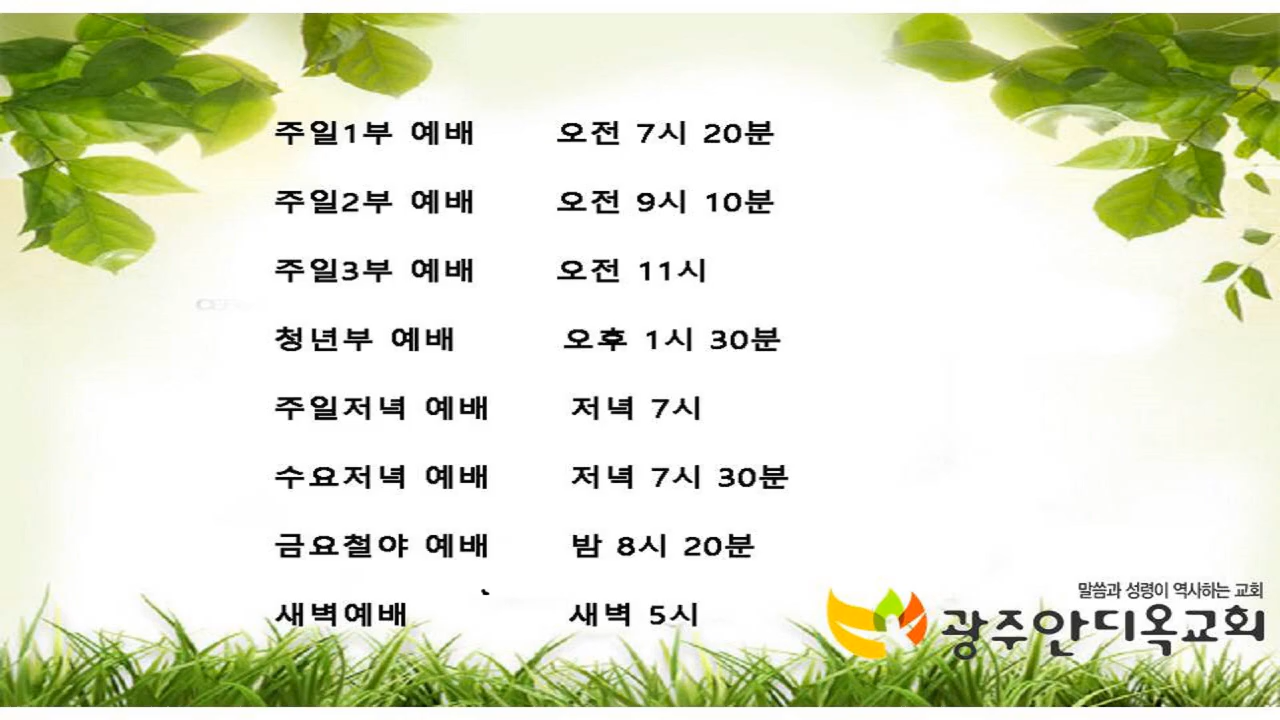 주일1부 예배 오전 7시 20분
주일2부 예배 오전 9시 10분
주일3부 예배 오전 11시
청년부 예배 오후 1시 30분
주일저녁 예배 저녁 7시
수요저녁 예배 저녁 7시 30분
금요철야 예배 밤 8시 20분
새벽예배 새벽 5시
말씀과 성령이 역사하는 교회
광주안디옥교회